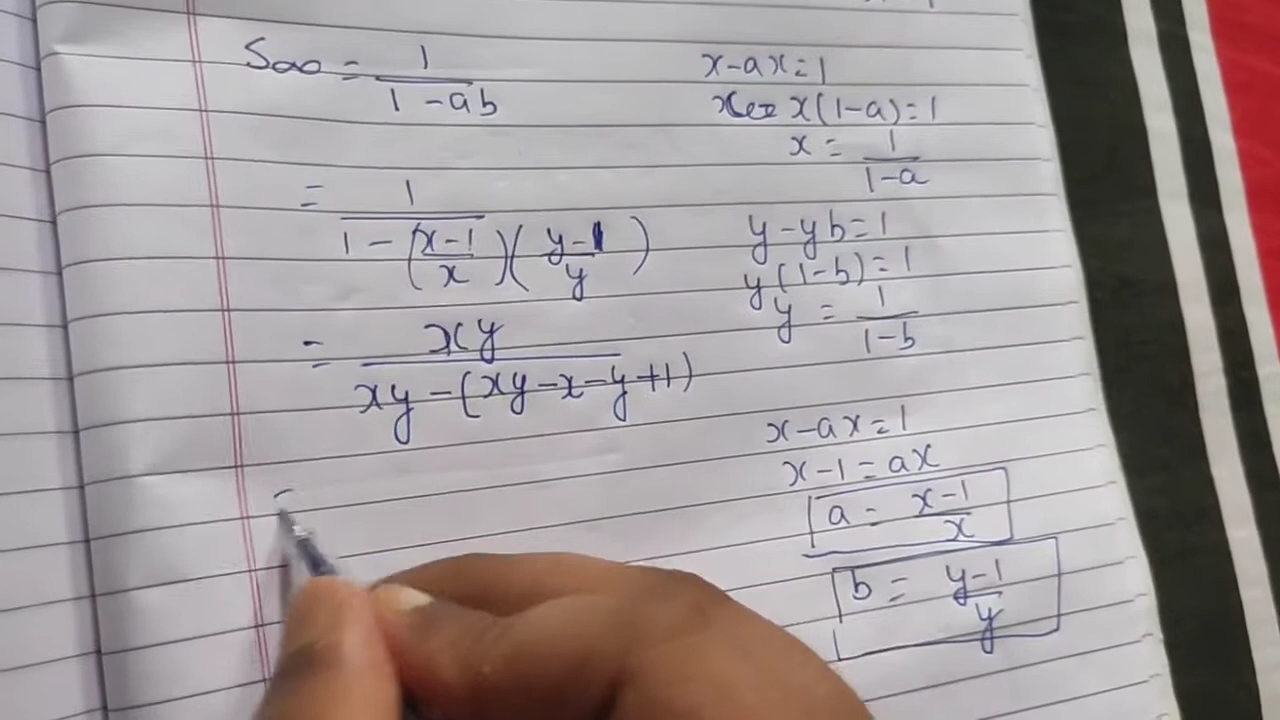 S∞ = 1/(1-ab)
= 1/(1-((x-1)/x)((y-1)/y))
= xy/(xy-(xy-x-y+1))
=
x-ax=1
x(1-a)=1
x = 1/(1-a)
y-yb=1
y(1-b)=1
y = 1/(1-b)
x-ax=1
x-1=ax
a = (x-1)/x
b = (y-1)/y